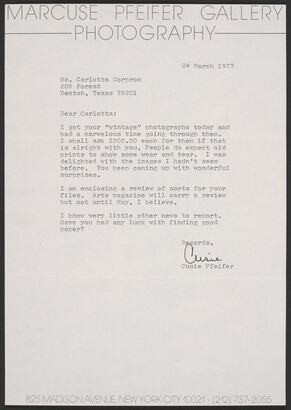 MARCUSE PFEIFER GALLERY
PHOTOGRAPHY
24 March 1977
Ms. Carlotta Corpron
206 Forest
Denton, Texas 76201
Dear Carlotta:
I got your "vintage" photographs today and
had a marvelous time going through them.
I shall ask $300.00 each for them if that
is alright with you. People do expect old
prints to show some wear and tear. I was
delighted with the images I hadn't seen
before. You keep coming up with wonderful
surprises.
I am enclosing a review of sorts for your
files. Arts magazine will carry a review
but not until May, I believe.
I know very little other news to report.
Have you had any luck with finding good
paper?
Regards,
Cusie
Cusie Pfeifer
825 MADISON AVENUE, NEW YORK CITY 10021 · (212) 737-2055